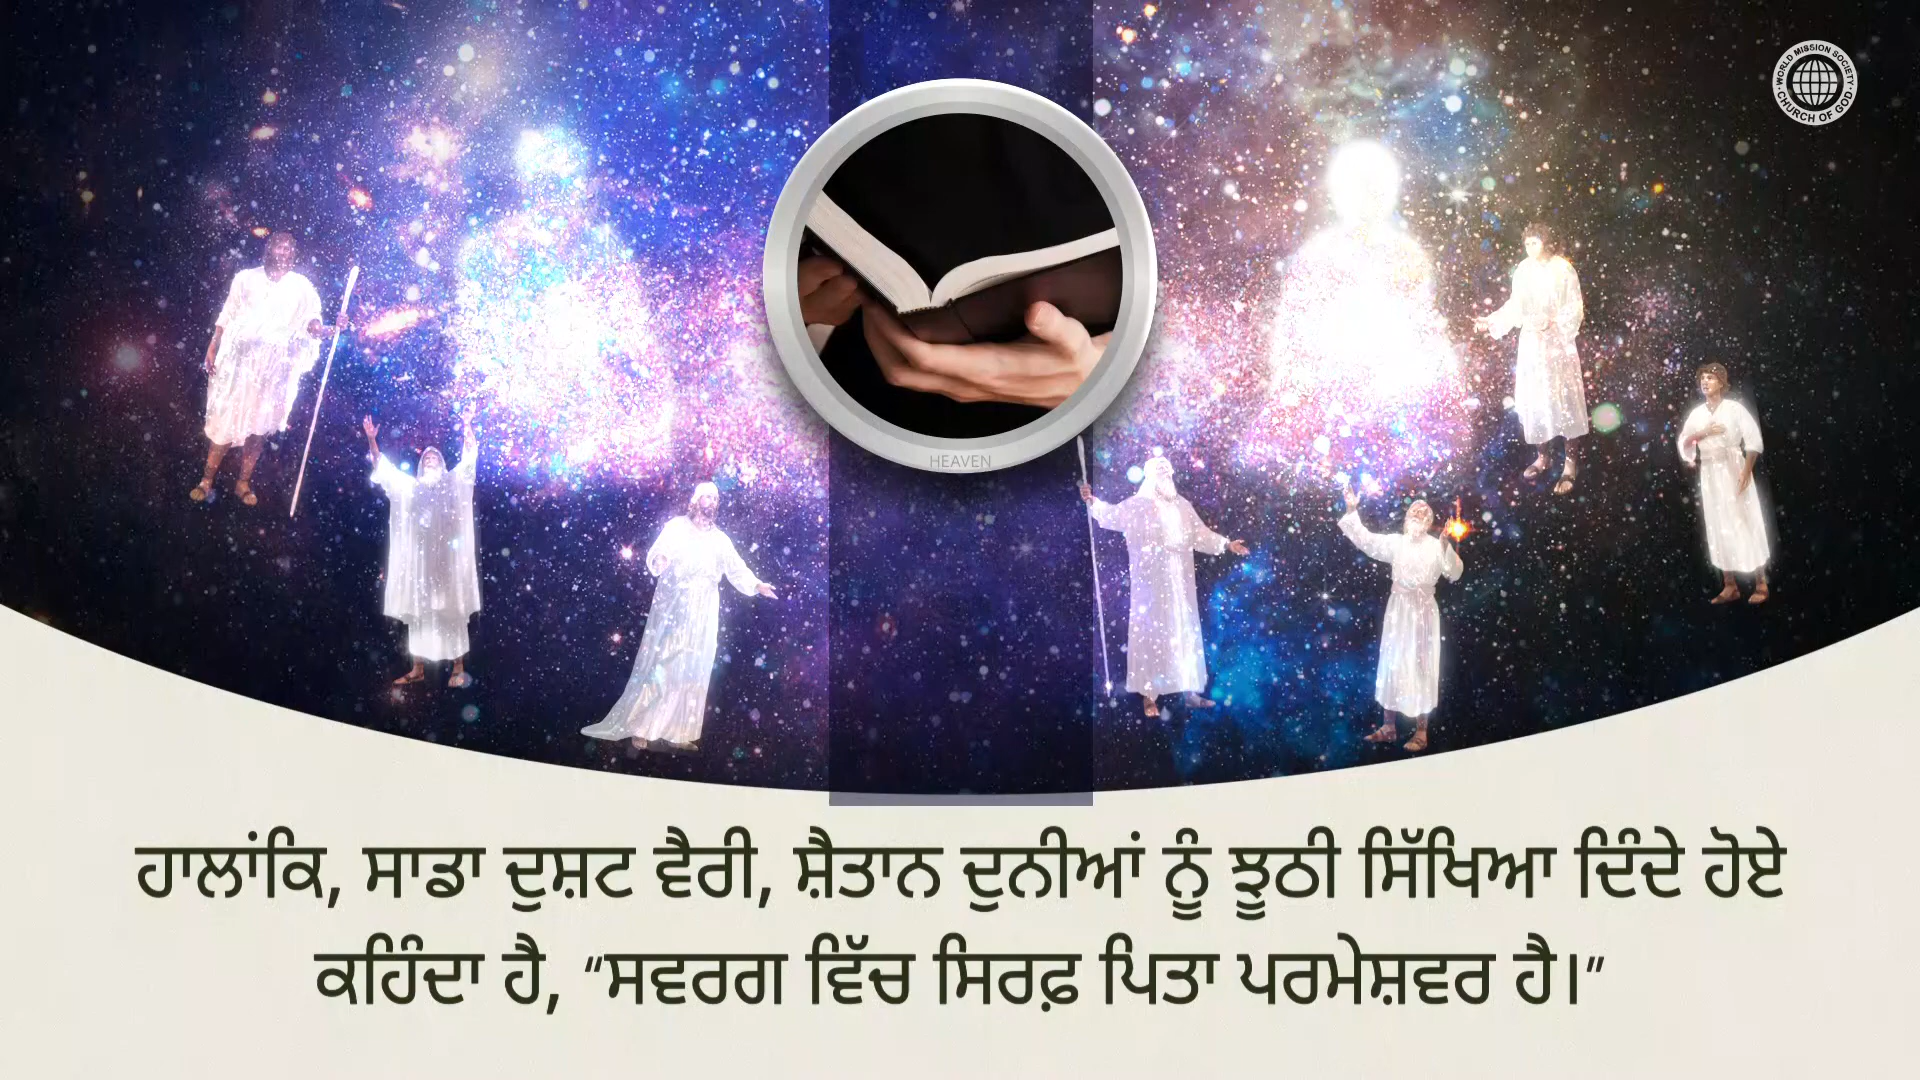 WORLD MISSION SOCIETY
CHURCH OF GOD
HEAVEN
ਹਾਲਾਂਕਿ, ਸਾਡਾ ਦੁਸ਼ਟ ਵੈਰੀ, ਸ਼ੈਤਾਨ ਦੁਨੀਆਂ ਨੂੰ ਝੂਠੀ ਸਿੱਖਿਆ ਦਿੰਦੇ ਹੋਏ
ਕਹਿੰਦਾ ਹੈ, “ਸਵਰਗ ਵਿੱਚ ਸਿਰਫ਼ ਪਿਤਾ ਪਰਮੇਸ਼ਵਰ ਹੈ।”